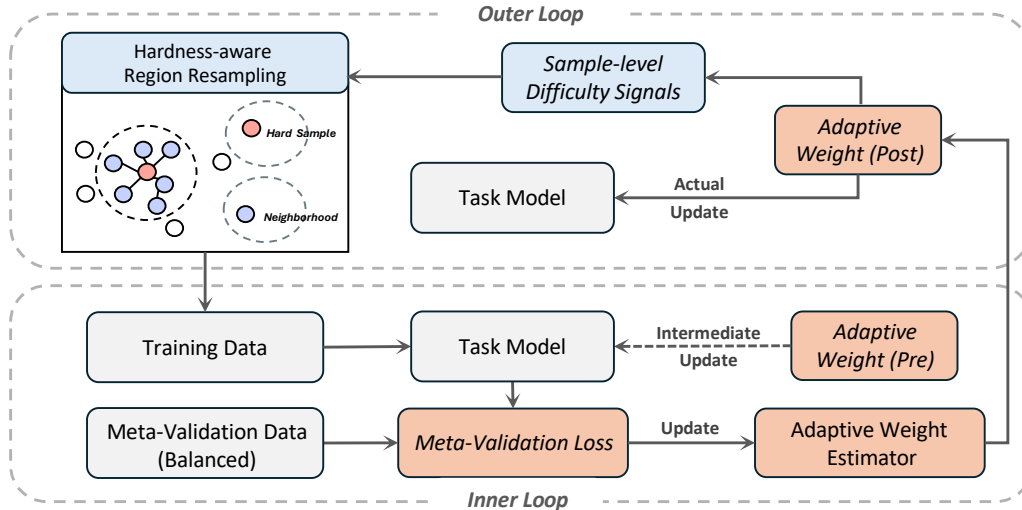 Outer Loop
Hardness-aware
Region Resampling
Hard Sample
Neighborhood
Sample-level
Difficulty Signals
Adaptive
Weight (Post)
Task Model
Actual
Update
Training Data
Task Model
Intermediate
Update
Adaptive
Weight (Pre)
Meta-Validation Data
(Balanced)
Meta-Validation Loss
Update
Adaptive Weight
Estimator
Inner Loop